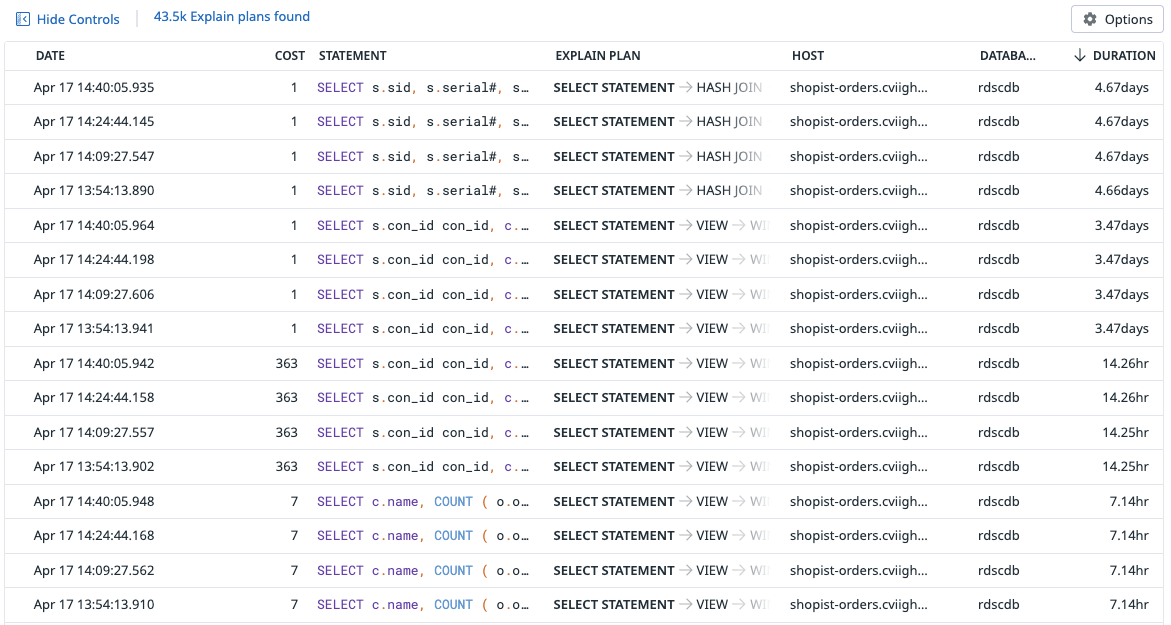 Hide Controls 43.5k Explain plans found Options
DATE COST STATEMENT EXPLAIN PLAN HOST DATABA... DURATION
Apr 17 14:40:05.935 1 SELECT s.sid, s.serial#, s… SELECT STATEMENT → HASH JOIN shopist-orders.cviigh... rdscdb 4.67days
Apr 17 14:24:44.145 1 SELECT s.sid, s.serial#, s… SELECT STATEMENT → HASH JOIN shopist-orders.cviigh... rdscdb 4.67days
Apr 17 14:09:27.547 1 SELECT s.sid, s.serial#, s… SELECT STATEMENT → HASH JOIN shopist-orders.cviigh... rdscdb 4.67days
Apr 17 13:54:13.890 1 SELECT s.sid, s.serial#, s… SELECT STATEMENT → HASH JOIN shopist-orders.cviigh... rdscdb 4.66days
Apr 17 14:40:05.964 1 SELECT s.con_id con_id, c.… SELECT STATEMENT → VIEW → WI shopist-orders.cviigh... rdscdb 3.47days
Apr 17 14:24:44.198 1 SELECT s.con_id con_id, c.… SELECT STATEMENT → VIEW → WI shopist-orders.cviigh... rdscdb 3.47days
Apr 17 14:09:27.606 1 SELECT s.con_id con_id, c.… SELECT STATEMENT → VIEW → WI shopist-orders.cviigh... rdscdb 3.47days
Apr 17 13:54:13.941 1 SELECT s.con_id con_id, c.… SELECT STATEMENT → VIEW → WI shopist-orders.cviigh... rdscdb 3.47days
Apr 17 14:40:05.942 363 SELECT s.con_id con_id, c.… SELECT STATEMENT → VIEW → WI shopist-orders.cviigh... rdscdb 14.26hr
Apr 17 14:24:44.158 363 SELECT s.con_id con_id, c.… SELECT STATEMENT → VIEW → WI shopist-orders.cviigh... rdscdb 14.26hr
Apr 17 14:09:27.557 363 SELECT s.con_id con_id, c.… SELECT STATEMENT → VIEW → WI shopist-orders.cviigh... rdscdb 14.25hr
Apr 17 13:54:13.902 363 SELECT s.con_id con_id, c.… SELECT STATEMENT → VIEW → WI shopist-orders.cviigh... rdscdb 14.25hr
Apr 17 14:40:05.948 7 SELECT c.name, COUNT ( o.o… SELECT STATEMENT → VIEW → WI shopist-orders.cviigh... rdscdb 7.14hr
Apr 17 14:24:44.168 7 SELECT c.name, COUNT ( o.o… SELECT STATEMENT → VIEW → WI shopist-orders.cviigh... rdscdb 7.14hr
Apr 17 14:09:27.562 7 SELECT c.name, COUNT ( o.o… SELECT STATEMENT → VIEW → WI shopist-orders.cviigh... rdscdb 7.14hr
Apr 17 13:54:13.910 7 SELECT c.name, COUNT ( o.o… SELECT STATEMENT → VIEW → WI shopist-orders.cviigh... rdscdb 7.14hr